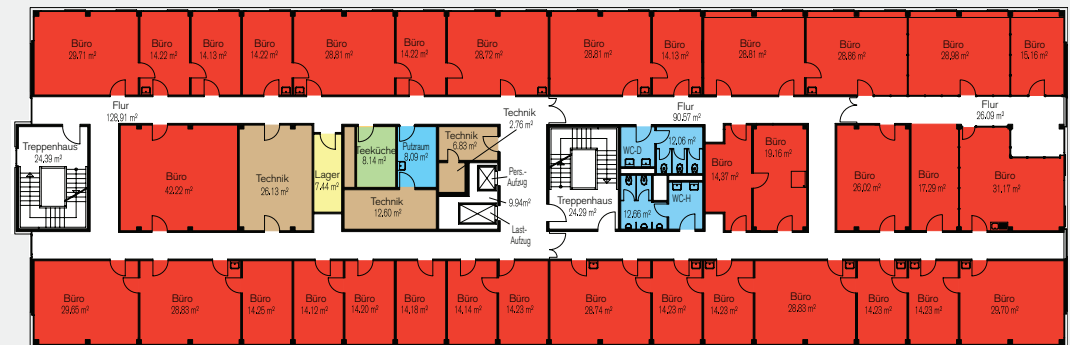 Büro
29.71 m²
Büro
14.22 m²
Büro
14.13 m²
Büro
14.22 m²
Büro
28.81 m²
Büro
14.22 m²
Büro
28.72 m²
Büro
28.81 m²
Büro
14.13 m²
Büro
28.81 m²
Büro
28.86 m²
Büro
28,98 m²
Büro
15.16 m²
Flur
128,91 m²
Technik
2.76 m²
Flur
90.57 m²
Flur
26.09 m²
Treppenhaus
24.39 m²
Büro
42.22 m²
Technik
26.13 m²
Lager
7.44 m²
Teeküche
8.14 m²
Putzraum
8.09 m²
Technik
6.83 m²
Technik
12.60 m²
Pers.-
Aufzug
9.94m²
Last-
Aufzug
Treppenhaus
24.29 m²
WC-D
12.06 m²
12.66 m²
WC-H
Büro
14,37
Büro
19.16 m²
Büro
26,02 m²
Büro
17.29 m²
Büro
31,17 m²
Büro
29.65 m²
Büro
28.83 m²
Büro
14.25 m²
Büro
14.12 m²
Büro
14.20 m²
Büro
14,18 m²
Büro
14,14 m²
Büro
14.23 m²
Büro
28.74 m²
Büro
14.23 m²
Büro
14.23 m²
Büro
28.83 m²
Büro
14.23 m²
Büro
14.23 m²
Büro
29.70 m²